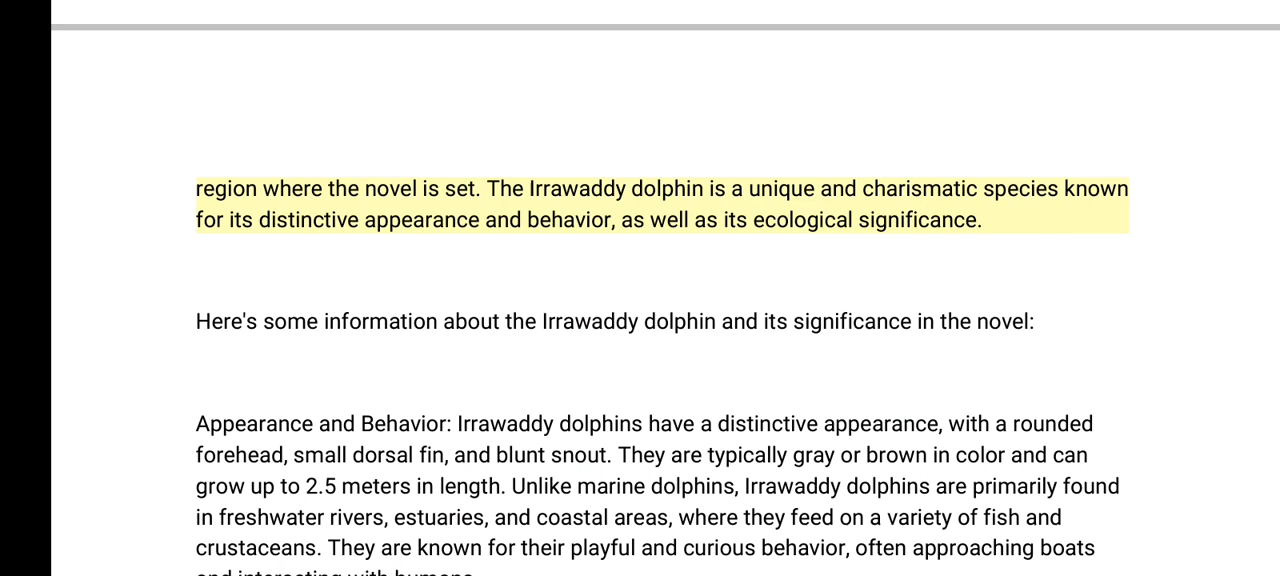 region where the novel is set. The Irrawaddy dolphin is a unique and charismatic species known
for its distinctive appearance and behavior, as well as its ecological significance.
Here's some information about the Irrawaddy dolphin and its significance in the novel:
Appearance and Behavior: Irrawaddy dolphins have a distinctive appearance, with a rounded
forehead, small dorsal fin, and blunt snout. They are typically gray or brown in color and can
grow up to 2.5 meters in length. Unlike marine dolphins, Irrawaddy dolphins are primarily found
in freshwater rivers, estuaries, and coastal areas, where they feed on a variety of fish and
crustaceans. They are known for their playful and curious behavior, often approaching boats
and interacting with humans.